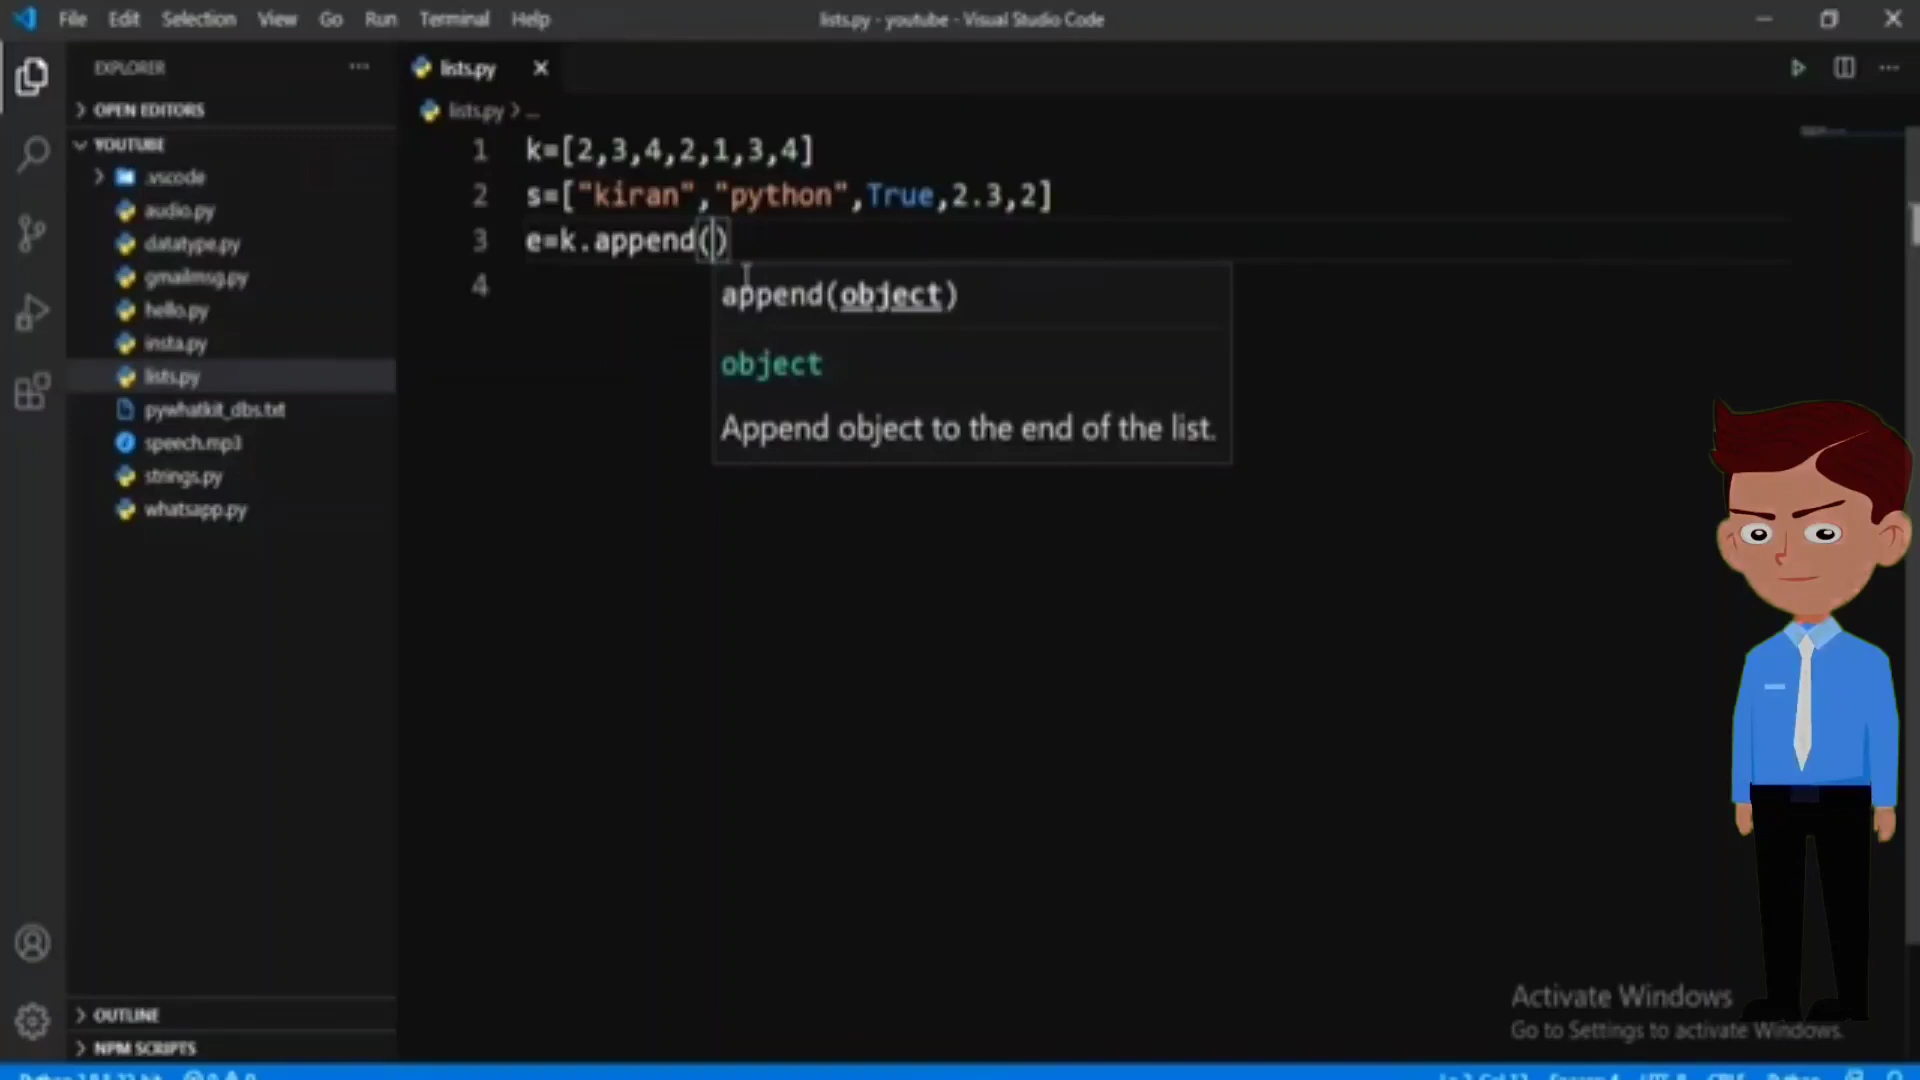 File Edit Selection View Go Run Terminal Help
lists.py - youtube - Visual Studio Code
EXPLORER
lists.py
OPEN EDITORS
lists.py > ...
YOUTUBE
.vscode
audio.py
datatype.py
gmailmsg.py
hello.py
insta.py
lists.py
pywhatkit_dbs.txt
speech.mp3
strings.py
whatsapp.py
OUTLINE
NPM SCRIPTS
1 k=[2,3,4,2,1,3,4]
2 s=["kiran","python",True,2.3,2]
3 e=k.append()
4
append(object)
object
Append object to the end of the list.
Activate Windows
Go to Settings to activate Windows.